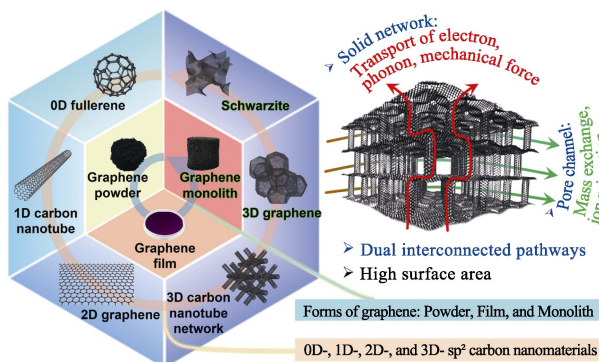 0D fullerene
Schwarzite
Graphene
powder
Graphene
monolith
1D carbon
nanotube
3D graphene
Graphene
film
2D graphene
3D carbon
nanotube
network
Solid network:
Transport of electron,
phonon, mechanical force
Pore channel:
Mass exchange,
➢ Dual interconnected pathways
➢ High surface area
Forms of graphene: Powder, Film, and Monolith
0D-, 1D-, 2D-, and 3D- sp² carbon nanomaterials